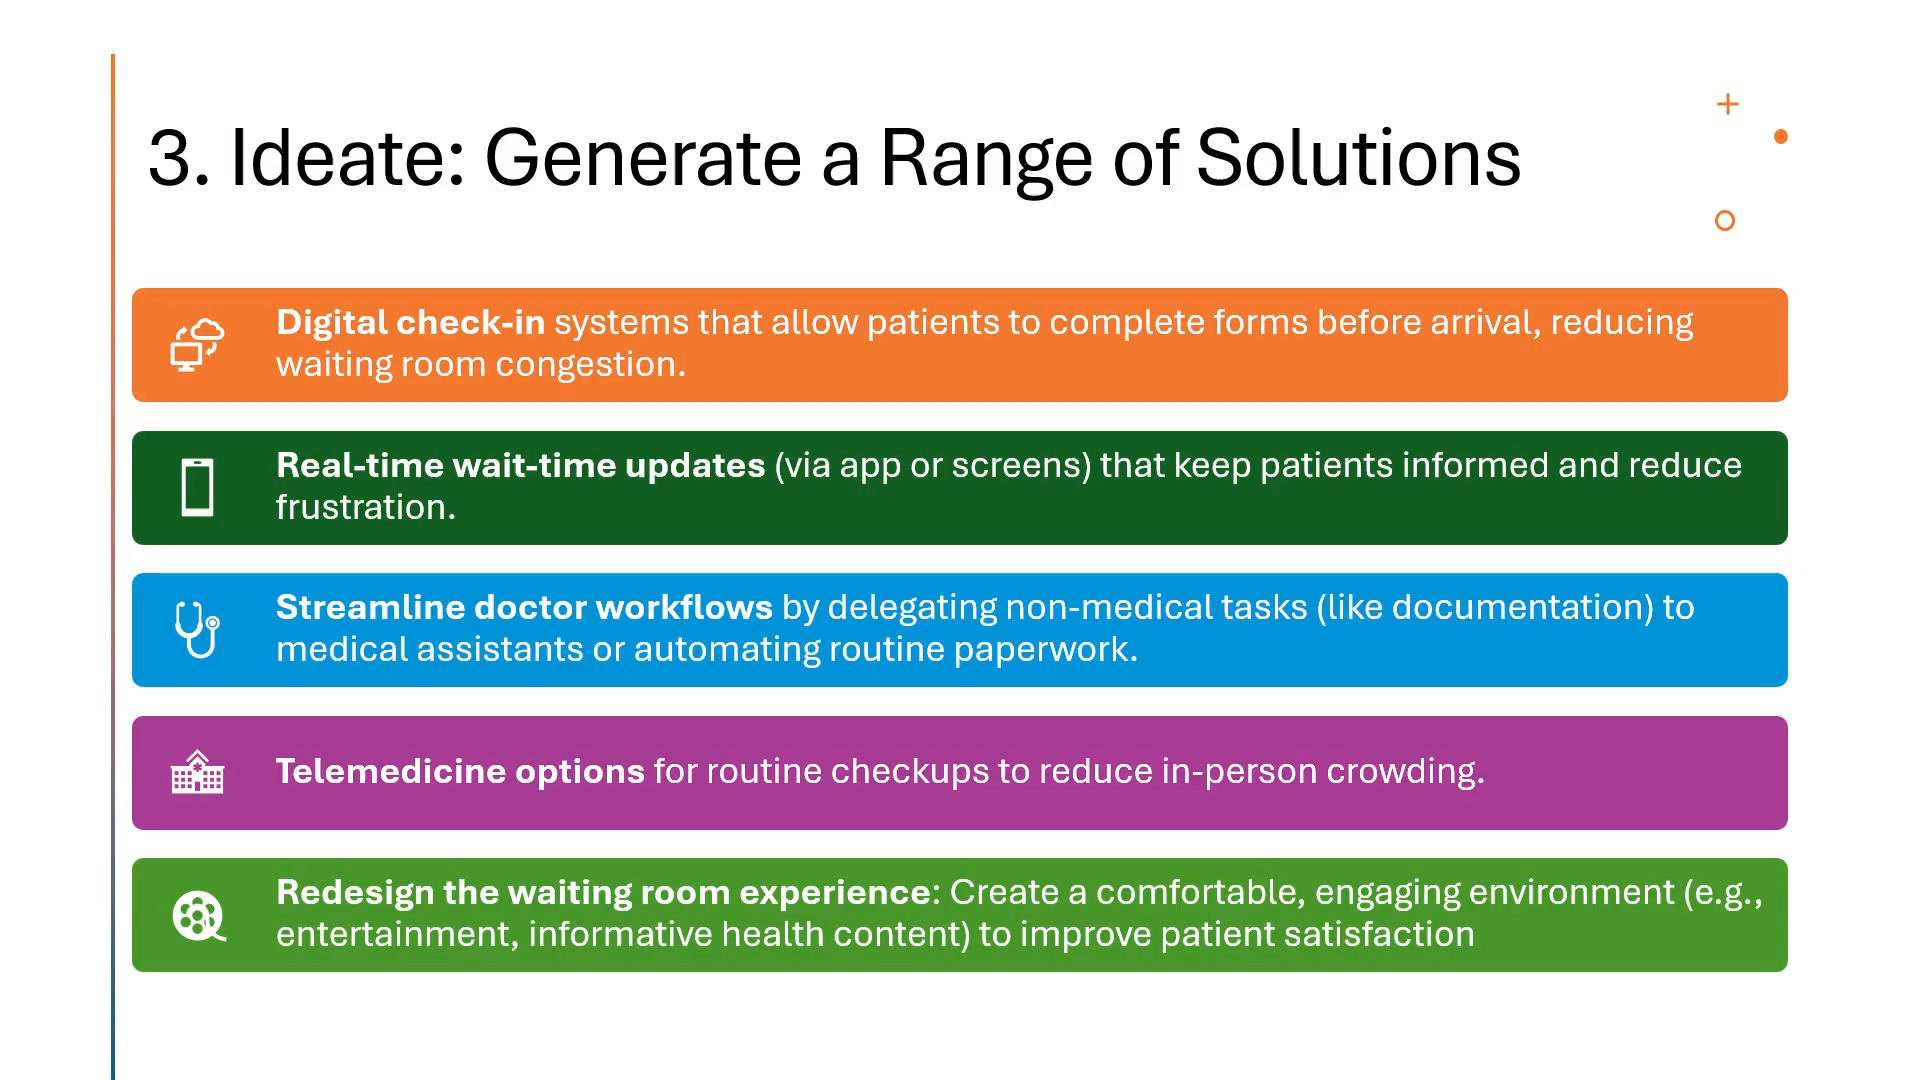 3. Ideate: Generate a Range of Solutions
Digital check-in systems that allow patients to complete forms before arrival, reducing
waiting room congestion.
Real-time wait-time updates (via app or screens) that keep patients informed and reduce
frustration.
Streamline doctor workflows by delegating non-medical tasks (like documentation) to
medical assistants or automating routine paperwork.
Telemedicine options for routine checkups to reduce in-person crowding.
Redesign the waiting room experience: Create a comfortable, engaging environment (e.g.,
entertainment, informative health content) to improve patient satisfaction